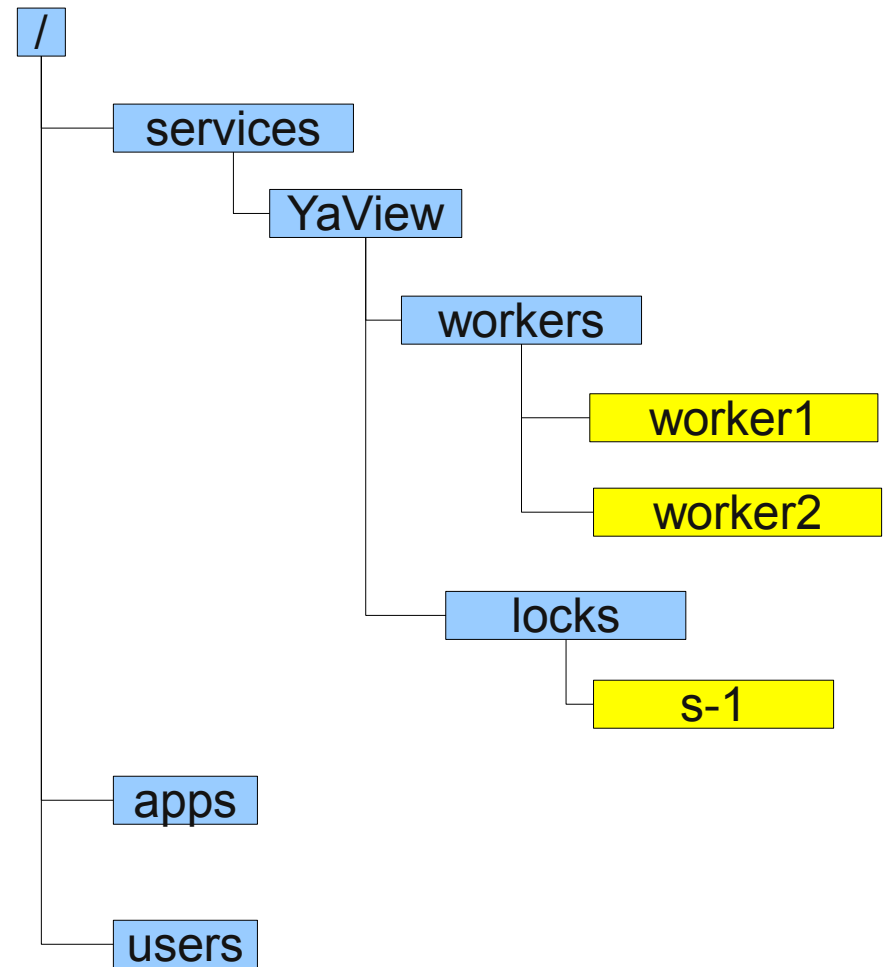 /
services
YaView
workers
worker1
worker2
locks
s-1
apps
users